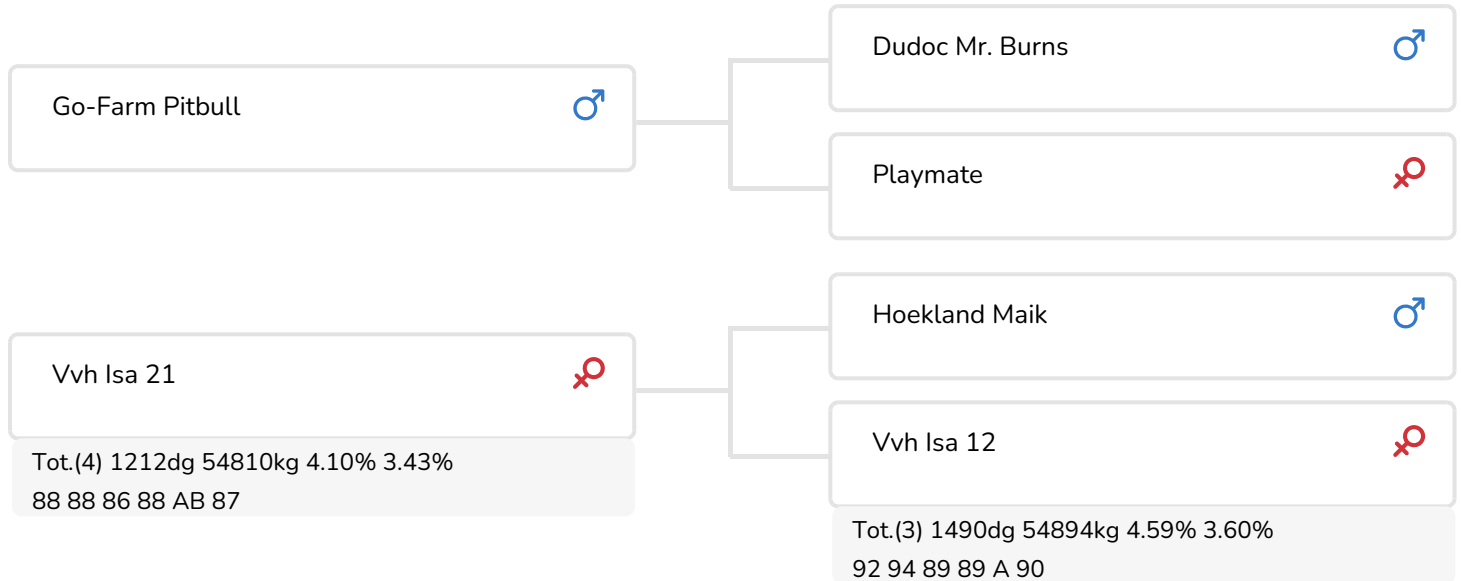 Go-Farm Pitbull
Dudoc Mr. Burns
Playmate
Vvh Isa 21
Tot.(4) 1212dg 54810kg 4.10% 3.43%
88 88 86 88 AB 87
Hoekland Maik
Vvh Isa 12
Tot.(3) 1490dg 54894kg 4.59% 3.60%
92 94 89 89 A 90